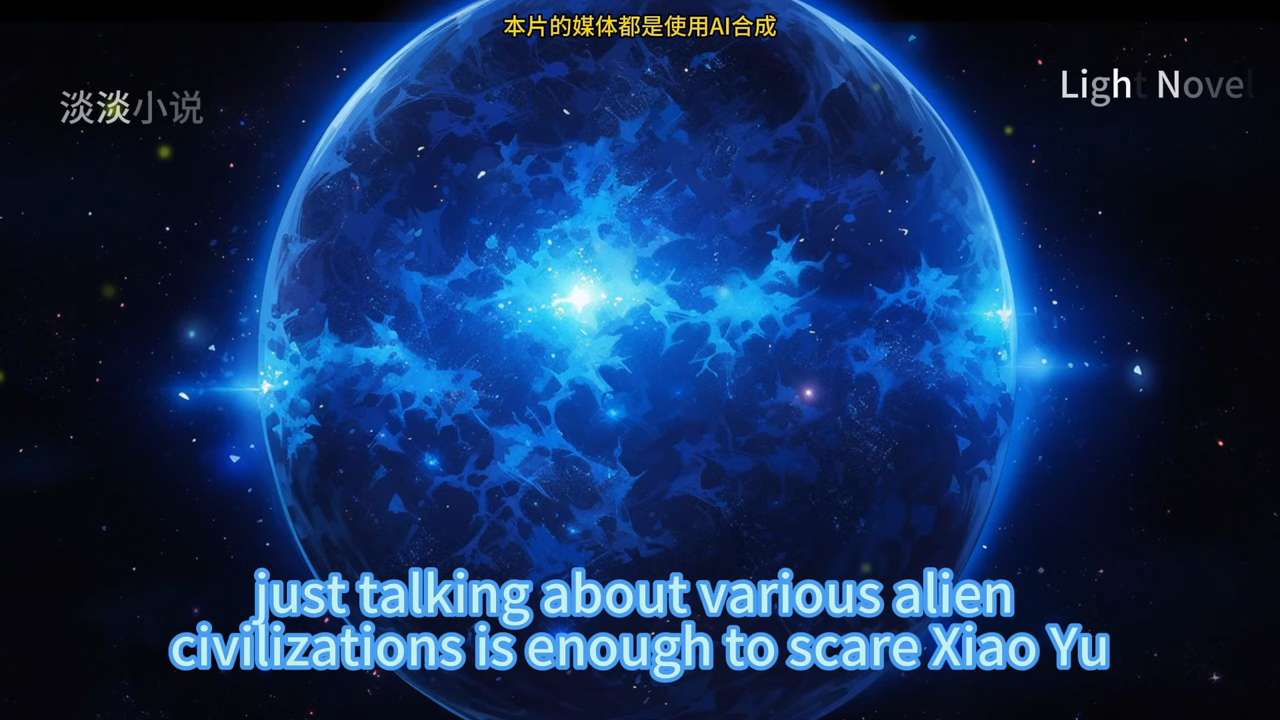 本片的媒体都是使用AI合成
淡淡小说
Light Novel
just talking about various alien
civilizations is enough to scare Xiao Yu